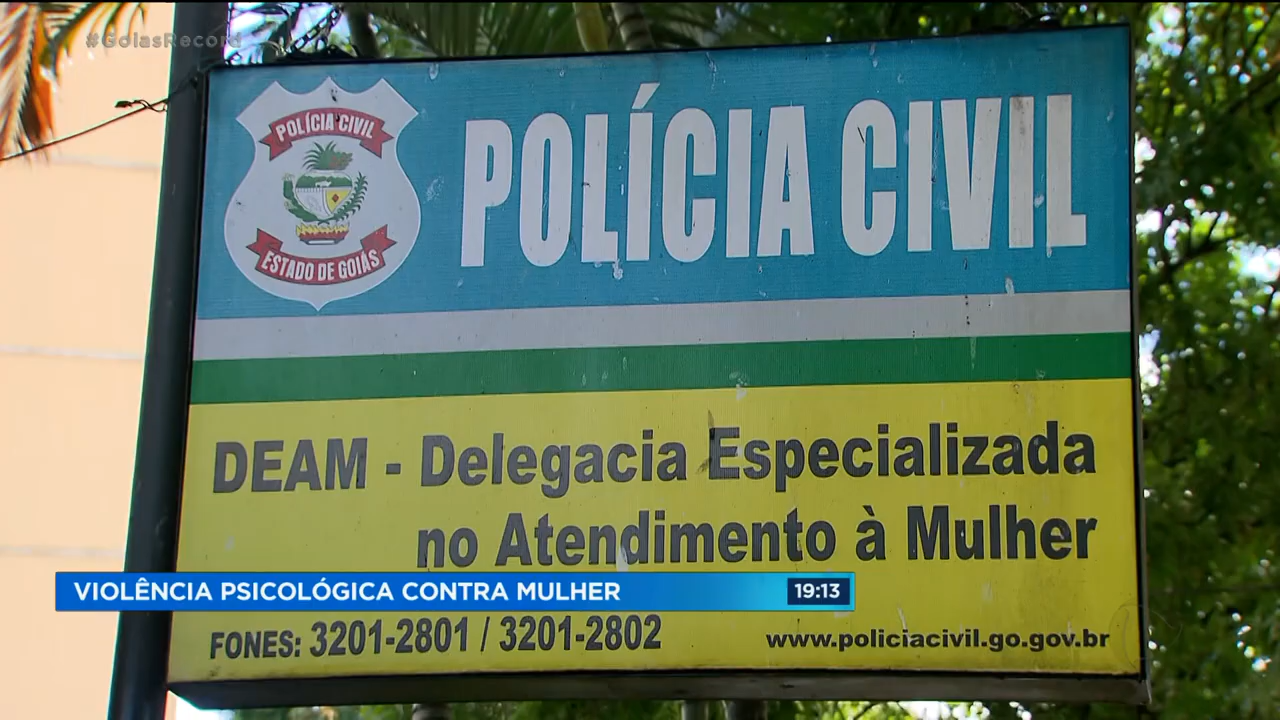 #GoiasRecord
POLÍCIA CIVIL
ESTADO DE GOIÁS
POLÍCIA CIVIL
DEAM - Delegacia Especializada
no Atendimento à Mulher
VIOLÊNCIA PSICOLÓGICA CONTRA MULHER 19:13
FONES: 3201-2801 / 3201-2802 www.policiacivil.go.gov.br